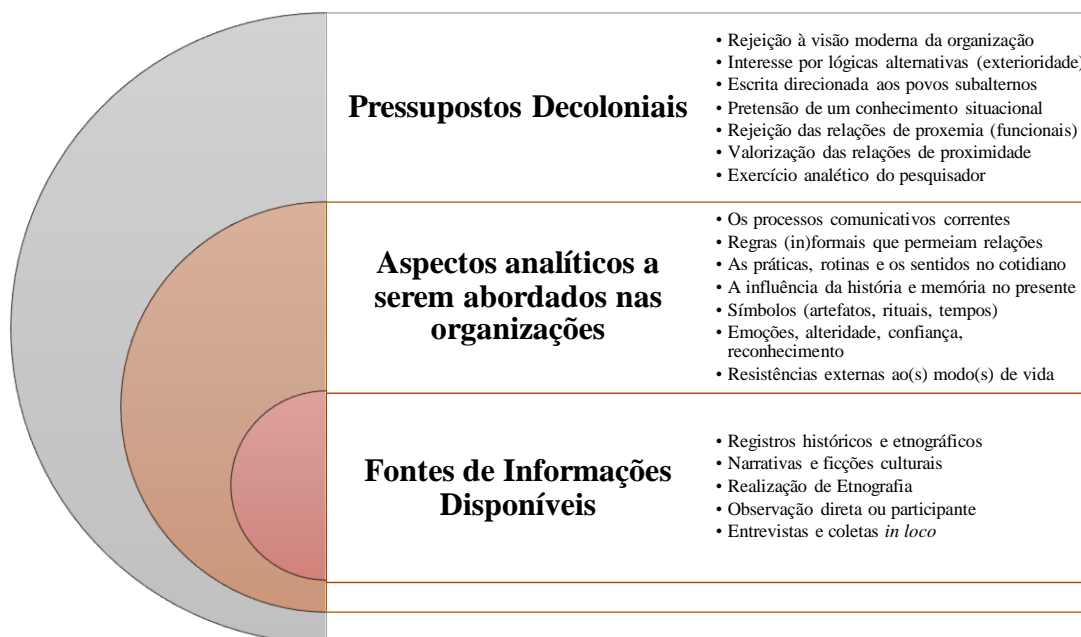 Pressupostos Decoloniais
• Rejeição à visão moderna da organização
• Interesse por lógicas alternativas (exterioridade)
• Escrita direcionada aos povos subalternos
• Pretensão de um conhecimento situacional
• Rejeição das relações de proxemia (funcionais)
• Valorização das relações de proximidade
• Exercício analético do pesquisador
Aspectos analíticos a
serem abordados nas
organizações
• Os processos comunicativos correntes
• Regras (in)formais que permeiam relações
• As práticas, rotinas e os sentidos no cotidiano
• A influência da história e memória no presente
• Símbolos (artefatos, rituais, tempos)
• Emoções, alteridade, confiança,
reconhecimento
• Resistências externas ao(s) modo(s) de vida
Fontes de Informações
Disponíveis
• Registros históricos e etnográficos
• Narrativas e ficções culturais
• Realização de Etnografia
• Observação direta ou participante
• Entrevistas e coletas in loco